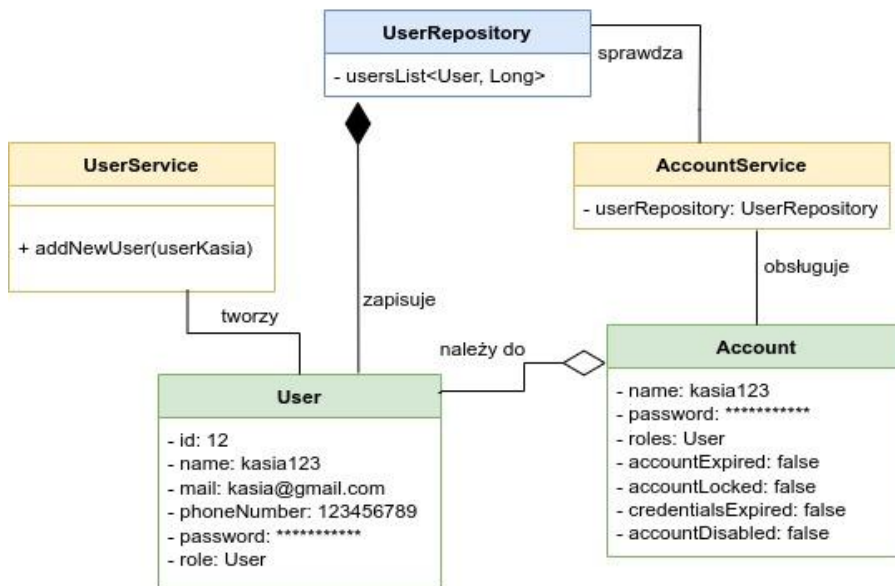 UserRepository
- usersList<User, Long>
sprawdza
UserService
+ addNewUser(userKasia)
AccountService
- userRepository: UserRepository
tworzy
zapisuje
obsługuje
należy do
User
- id: 12
- name: kasia123
- mail: kasia@gmail.com
- phoneNumber: 123456789
- password: ***********
- role: User
Account
- name: kasia123
- password: ***********
- roles: User
- accountExpired: false
- accountLocked: false
- credentialsExpired: false
- accountDisabled: false